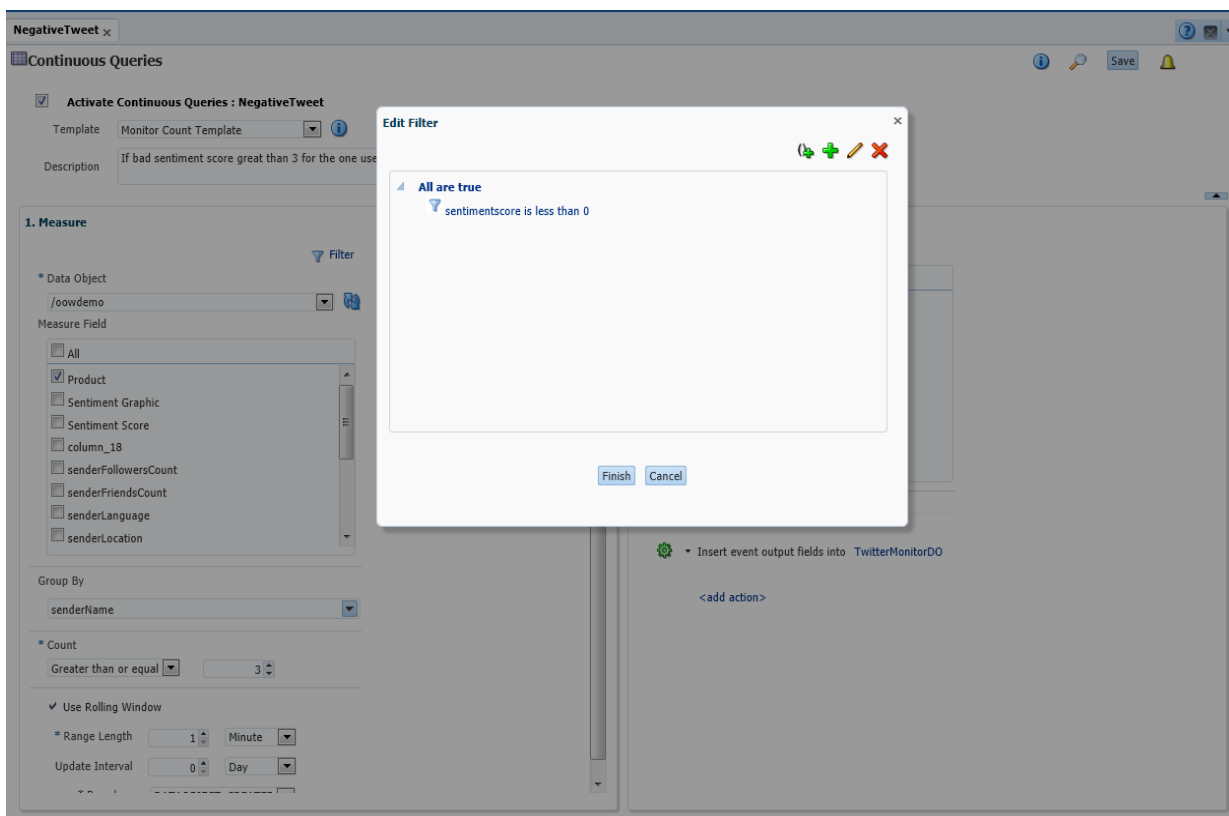 NegativeTweet x
Continuous Queries
Save
Activate Continuous Queries : NegativeTweet
Template Monitor Count Template
Description If bad sentiment score great than 3 for the one use
1. Measure
Filter
* Data Object
/oowdemo
Measure Field
All
Product
Sentiment Graphic
Sentiment Score
column_18
senderFollowersCount
senderFriendsCount
senderLanguage
senderLocation
Group By
senderName
* Count
Greater than or equal 3
Use Rolling Window
* Range Length 1 Minute
Update Interval 0 Day
Edit Filter
All are true
sentimentscore is less than 0
Finish Cancel
Insert event output fields into TwitterMonitorDO
<add action>